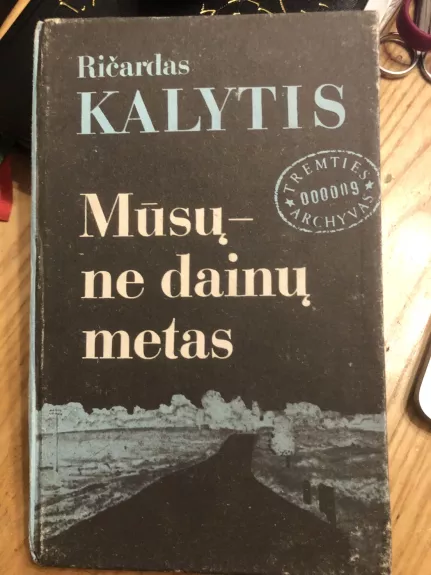 Ričardas
KALYTIS
TREMTIES
000009
ARCHYVAS
Mūsų–
ne dainų
metas